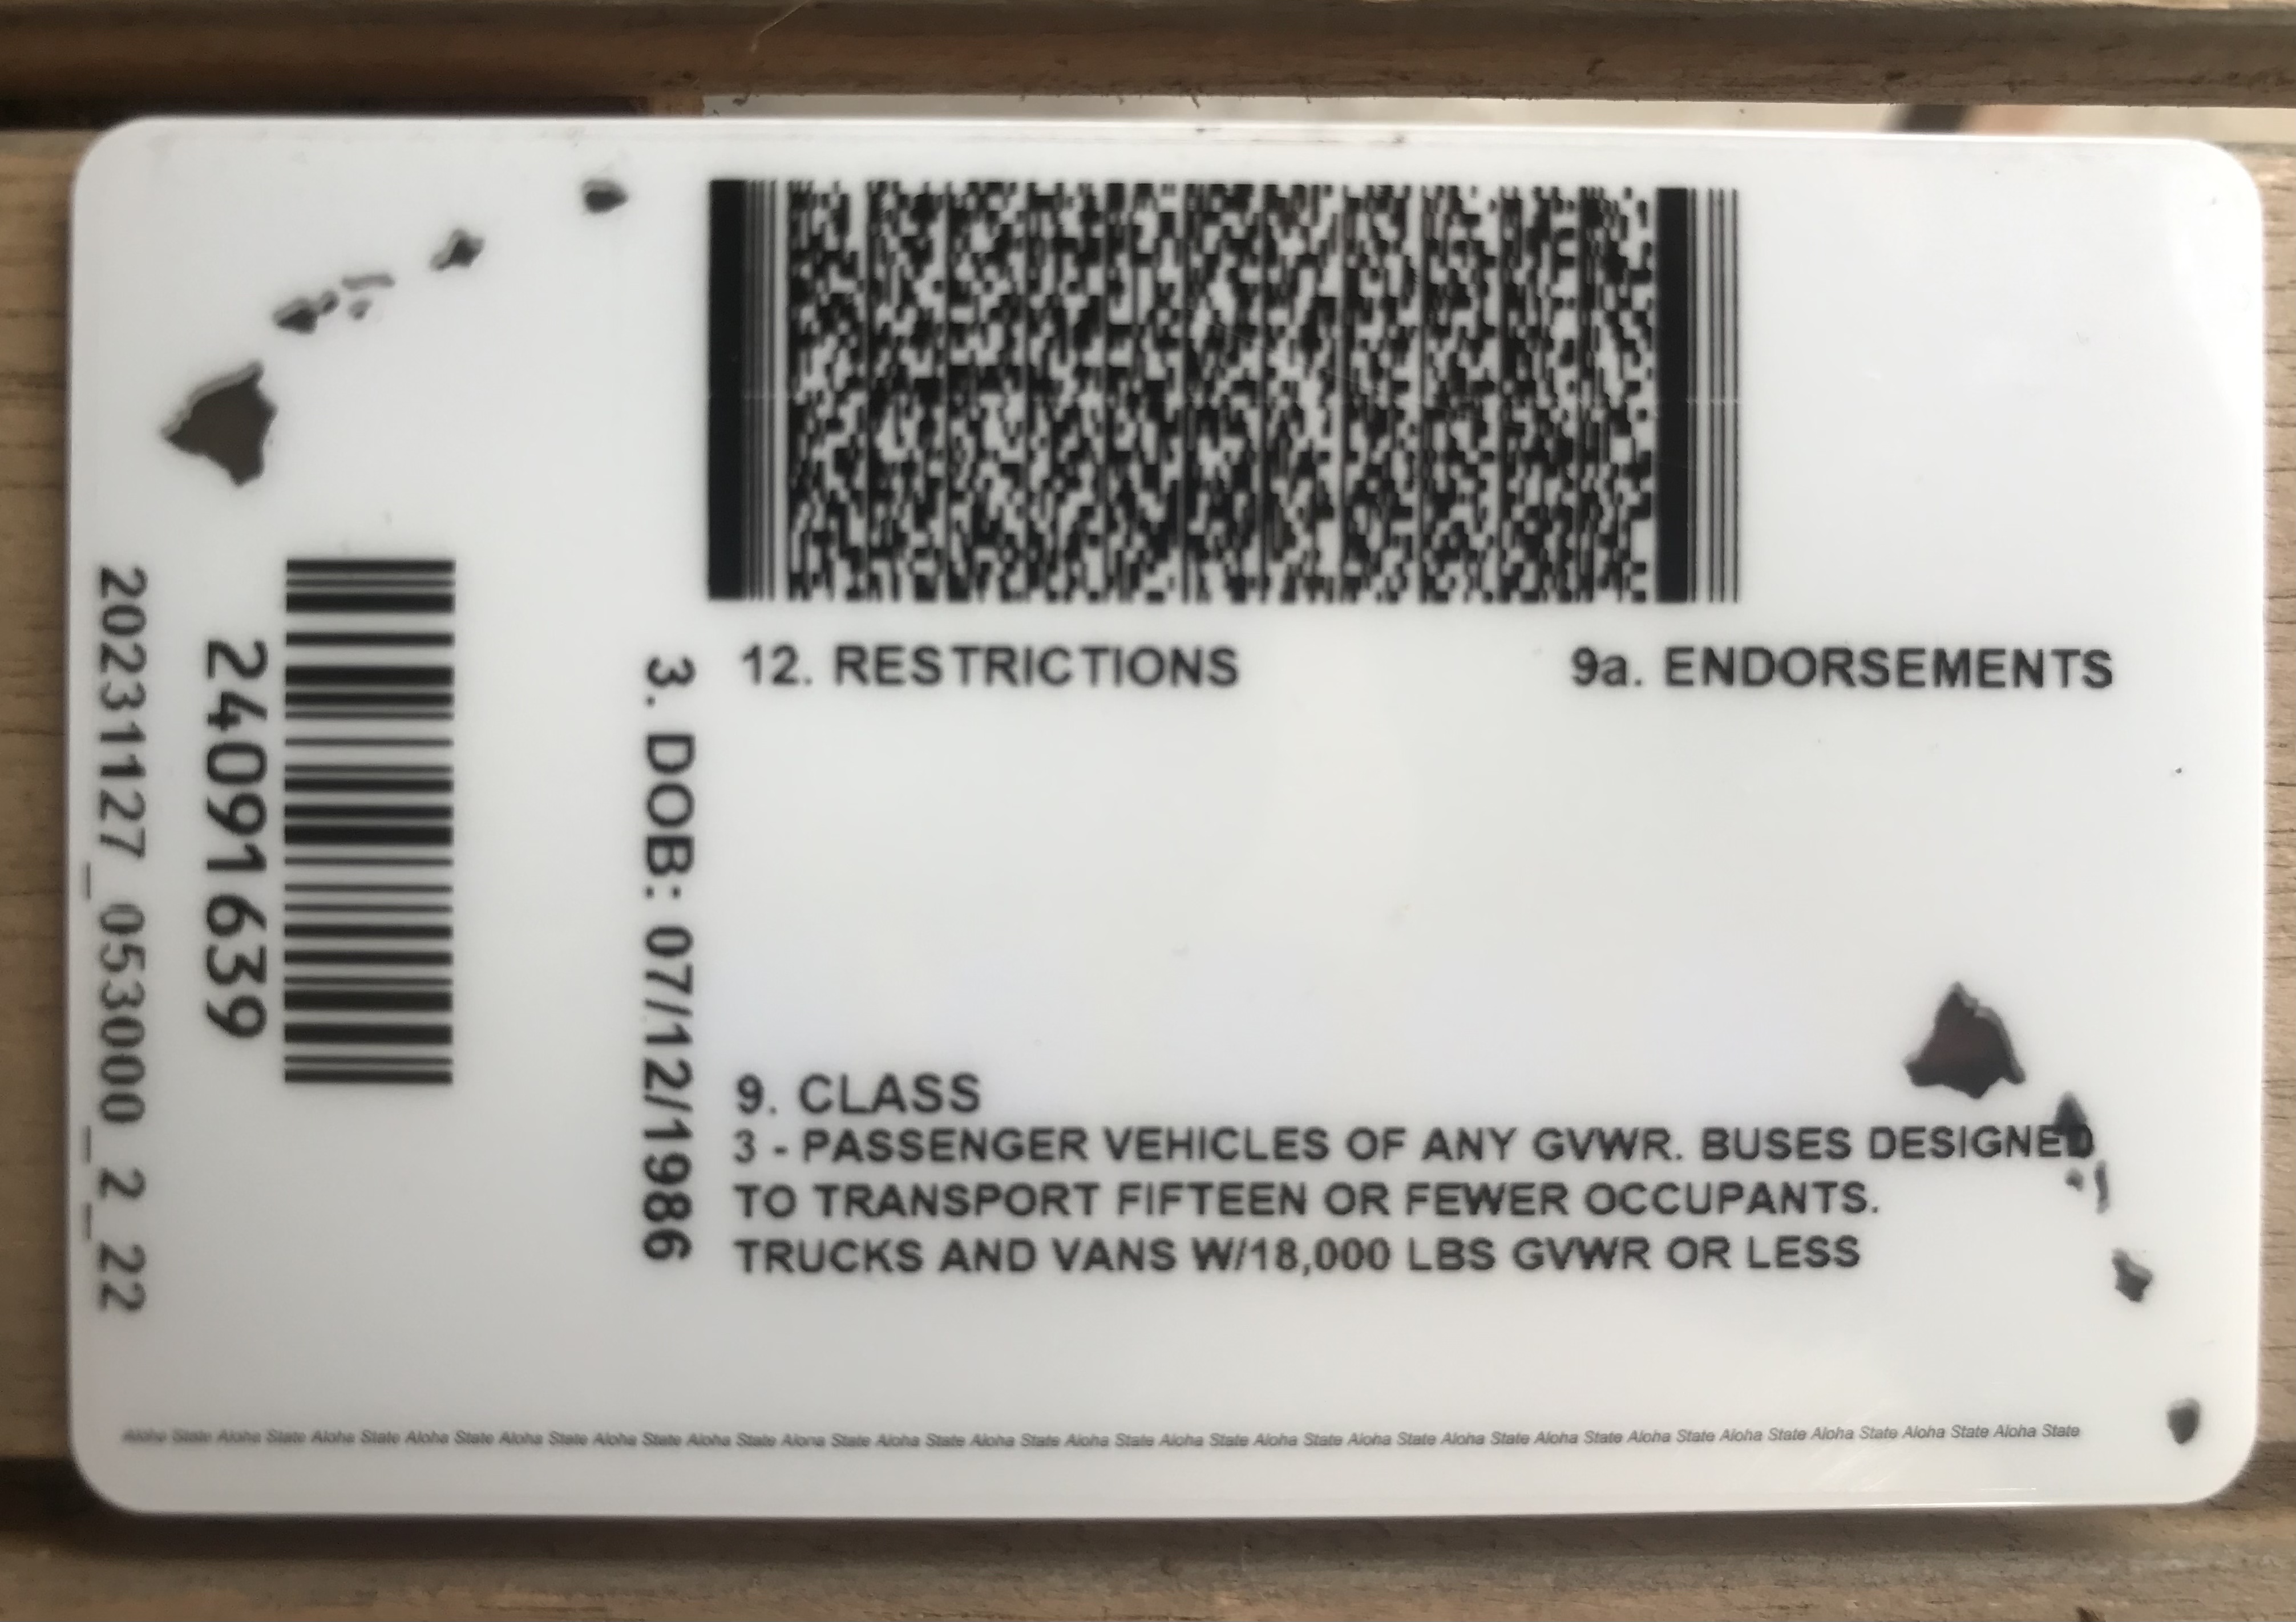 12. RESTRICTIONS
9a. ENDORSEMENTS
3. DOB: 07/12/1986
24091639
20231127_053000_2_22
9. CLASS
3 - PASSENGER VEHICLES OF ANY GVWR. BUSES DESIGNED
TO TRANSPORT FIFTEEN OR FEWER OCCUPANTS.
TRUCKS AND VANS W/18,000 LBS GVWR OR LESS
Aloha State Aloha State Aloha State Aloha State Aloha State Aloha State Aloha State Aloha State Aloha State Aloha State Aloha State Aloha State Aloha State Aloha State Aloha State Aloha State Aloha State Aloha State Aloha State Aloha State Aloha State